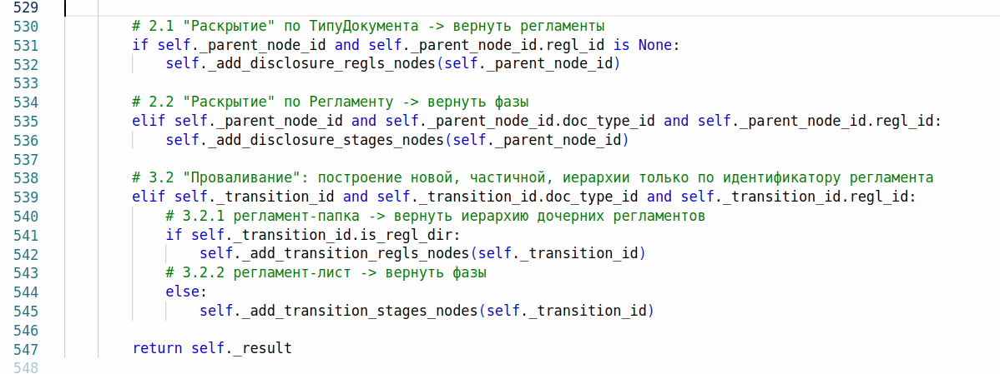 529
530 # 2.1 "Раскрытие" по ТипуДокумента -> вернуть регламенты
531 if self._parent_node_id and self._parent_node_id.regl_id is None:
532 self._add_disclosure_regls_nodes(self._parent_node_id)
533
534 # 2.2 "Раскрытие" по Регламенту -> вернуть фазы
535 elif self._parent_node_id and self._parent_node_id.doc_type_id and self._parent_node_id.regl_id:
536 self._add_disclosure_stages_nodes(self._parent_node_id)
537
538 # 3.2 "Проваливание": построение новой, частичной, иерархии только по идентификатору регламента
539 elif self._transition_id and self._transition_id.doc_type_id and self._transition_id.regl_id:
540 # 3.2.1 регламент-папка -> вернуть иерархию дочерних регламентов
541 if self._transition_id.is_regl_dir:
542 self._add_transition_regls_nodes(self._transition_id)
543 # 3.2.2 регламент-лист -> вернуть фазы
544 else:
545 self._add_transition_stages_nodes(self._transition_id)
546
547 return self._result
548